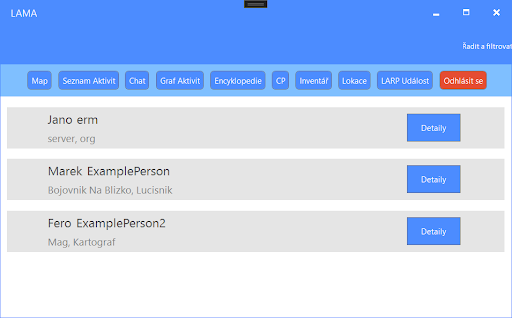 LAMA
Řadit a filtrovat
Map Seznam Aktivit Chat Graf Aktivit Encyklopedie CP Inventář Lokace LARP Událost Odhlásit se
Jano erm
server, org
Detaily
Marek ExamplePerson
Bojovnik Na Blizko, Lucisnik
Detaily
Fero ExamplePerson2
Mag, Kartograf
Detaily